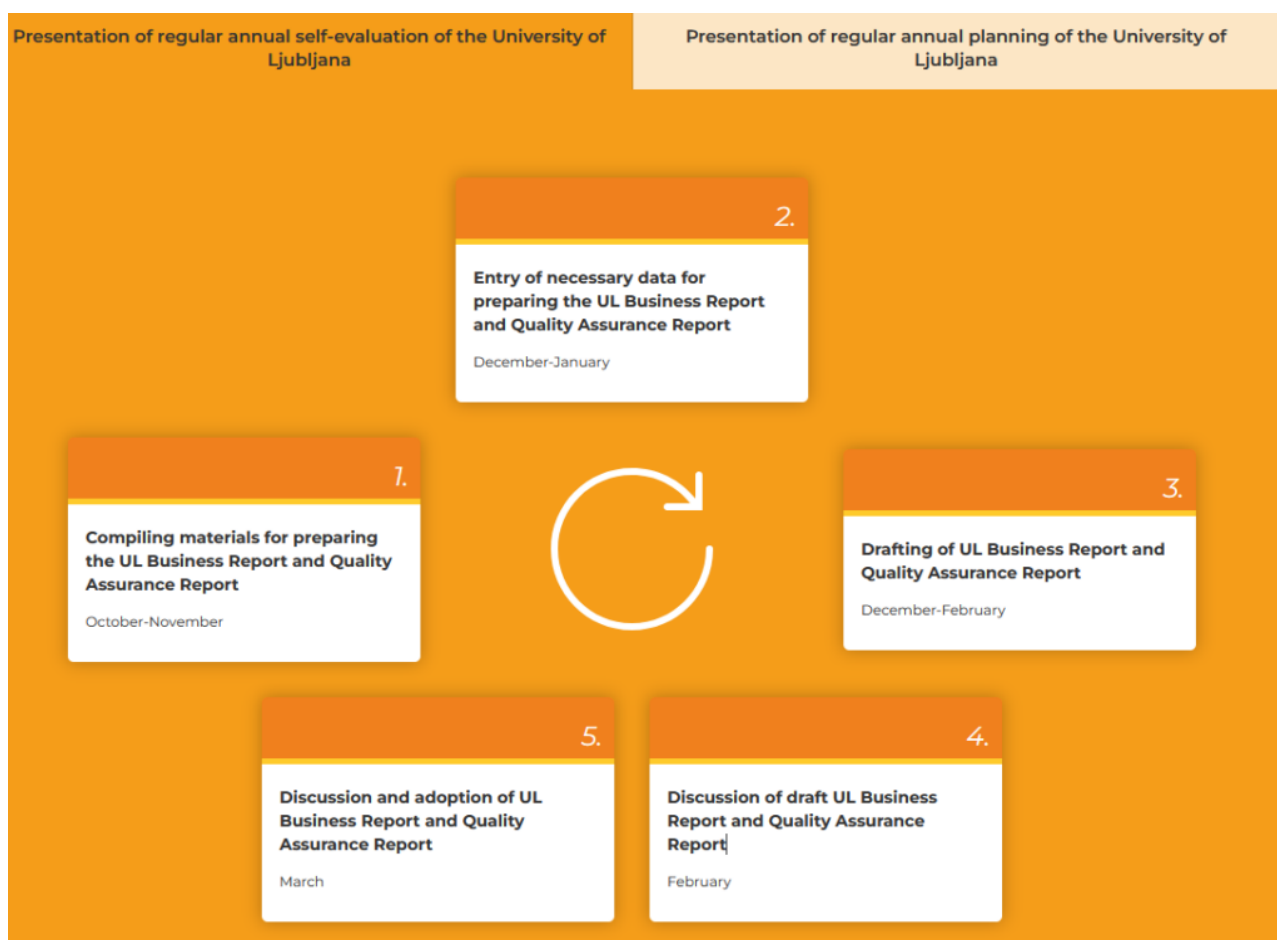 Presentation of regular annual self-evaluation of the University of
Ljubljana
Presentation of regular annual planning of the University of
Ljubljana
1.
Compiling materials for preparing
the UL Business Report and Quality
Assurance Report
October-November
2.
Entry of necessary data for
preparing the UL Business Report
and Quality Assurance Report
December-January
3.
Drafting of UL Business Report and
Quality Assurance Report
December-February
4.
Discussion of draft UL Business
Report and Quality Assurance
Report
February
5.
Discussion and adoption of UL
Business Report and Quality
Assurance Report
March